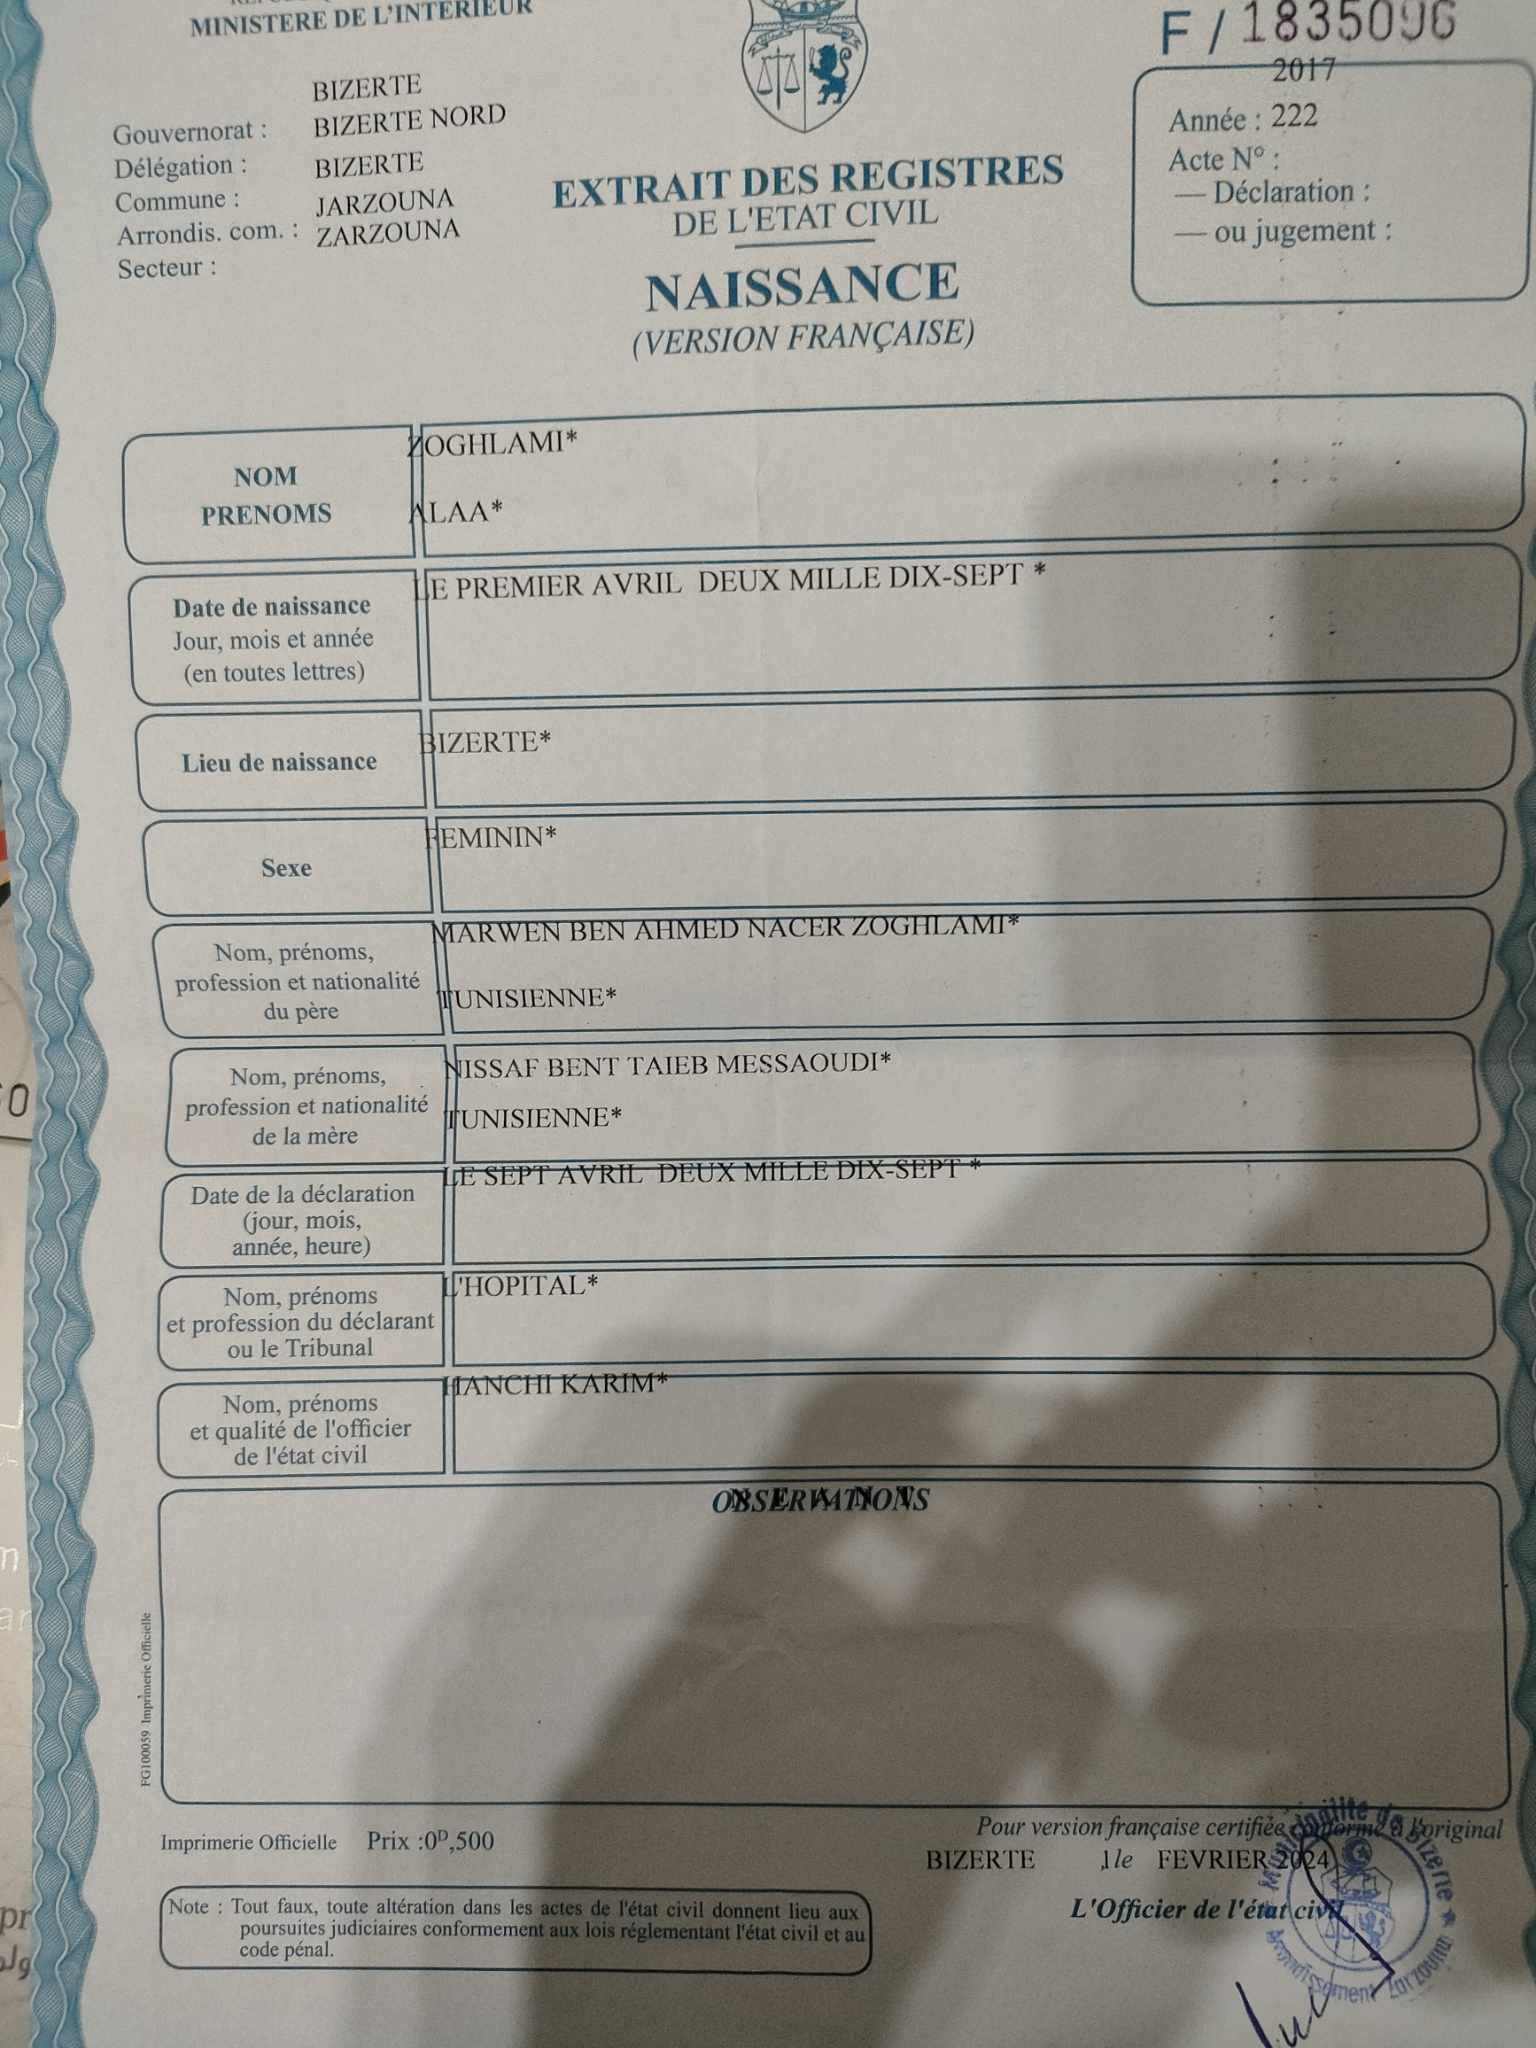 MINISTERE DE L'INTERIEUR
F / 1835096
BIZERTE
Gouvernorat : BIZERTE NORD
Délégation : BIZERTE
Commune : JARZOUNA
Arrondis. com. : ZARZOUNA
Secteur :
2017
Année : 222
Acte N° :
— Déclaration :
— ou jugement :
EXTRAIT DES REGISTRES
DE L'ETAT CIVIL
NAISSANCE
(VERSION FRANÇAISE)
NOM
PRENOMS
ZOGHLAMI*
ALAA*
Date de naissance
Jour, mois et année
(en toutes lettres)
LE PREMIER AVRIL DEUX MILLE DIX-SEPT *
Lieu de naissance
BIZERTE*
Sexe
FEMININ*
Nom, prénoms,
profession et nationalité
du père
MARWEN BEN AHMED NACER ZOGHLAMI*
TUNISIENNE*
Nom, prénoms,
profession et nationalité
de la mère
NISSAF BENT TAIEB MESSAOUDI*
TUNISIENNE*
Date de la déclaration
(jour, mois,
année, heure)
LE SEPT AVRIL DEUX MILLE DIX-SEPT *
Nom, prénoms
et profession du déclarant
ou le Tribunal
L'HOPITAL*
Nom, prénoms
et qualité de l'officier
de l'état civil
HANCHI KARIM*
OBSERVATIONS
N E A N T
FG100059 Imprimerie Officielle
Imprimerie Officielle Prix :0ᴰ,500
Pour version française certifiée conforme à l'original
BIZERTE 1 le FEVRIER 2024
L'Officier de l'état civil
Municipalité de Bizerte
Arrondissement Zarzouna
Note : Tout faux, toute altération dans les actes de l'état civil donnent lieu aux
poursuites judiciaires conformement aux lois réglementant l'état civil et au
code pénal.